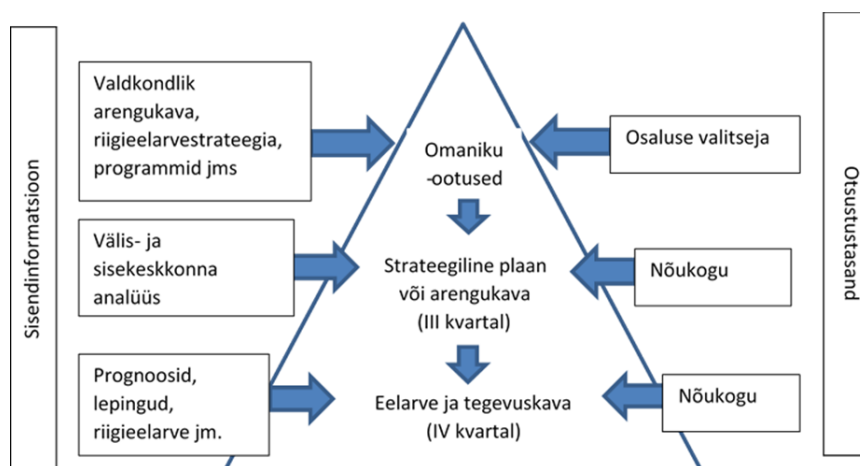 Sisendinformatsioon
Valdkondlik
arengukava,
riigieelarvestrateegia,
programmid jms
Omaniku
-ootused
Osaluse valitseja
Välis- ja
sisekeskkonna
analüüs
Strateegiline plaan
või arengukava
(III kvartal)
Nõukogu
Prognoosid,
lepingud,
riigieelarve jm.
Eelarve ja tegevuskava
(IV kvartal)
Nõukogu
Otsustustasand